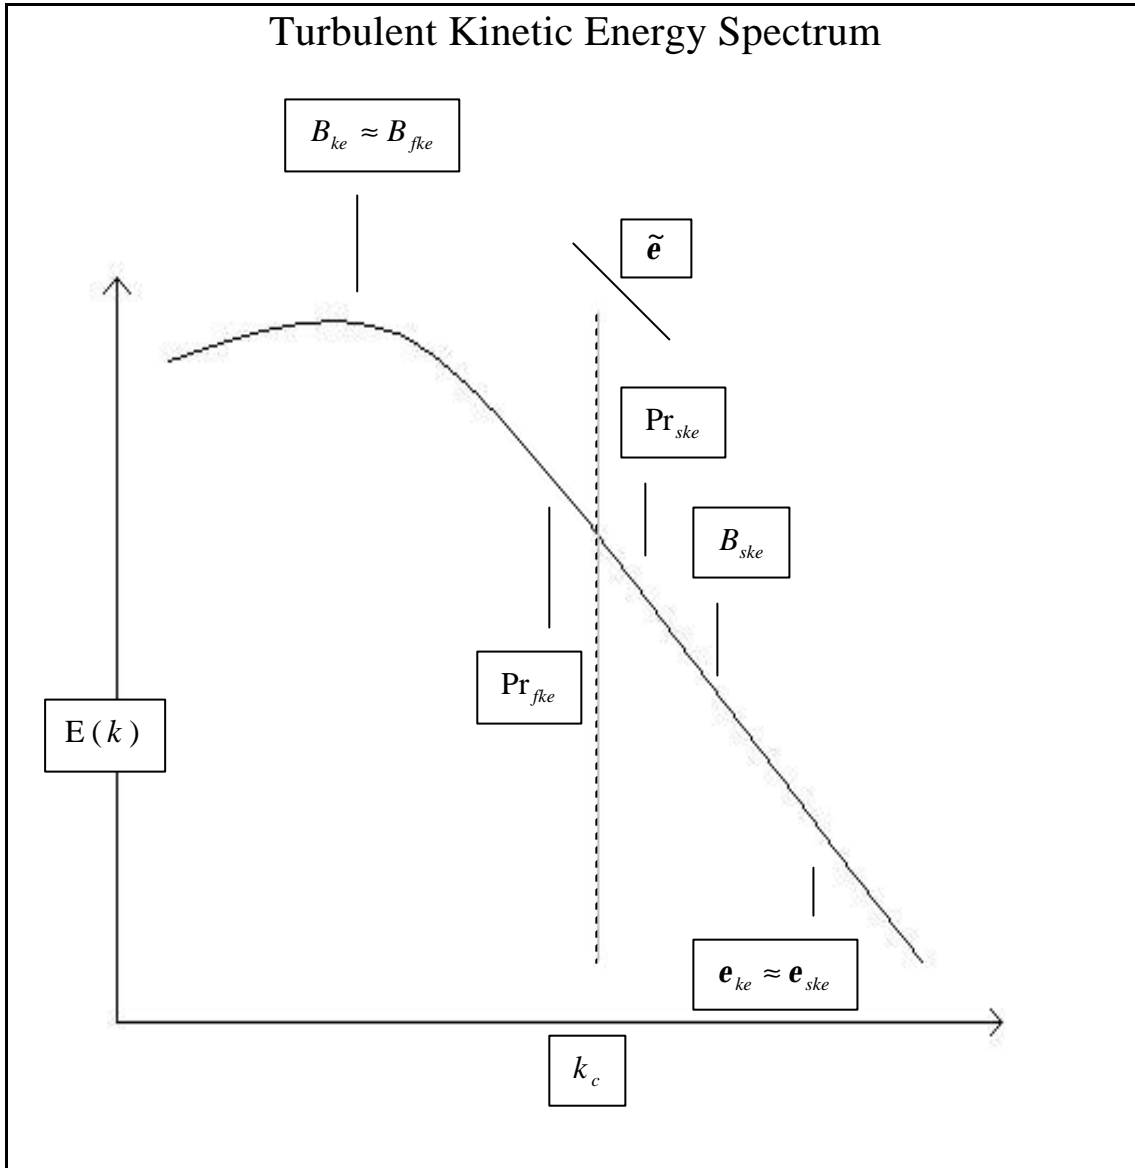 Turbulent Kinetic Energy Spectrum
B_ke ≈ B_fke
ẽ
Pr_ske
B_ske
Pr_fke
E(k)
e_ke ≈ e_ske
k_c